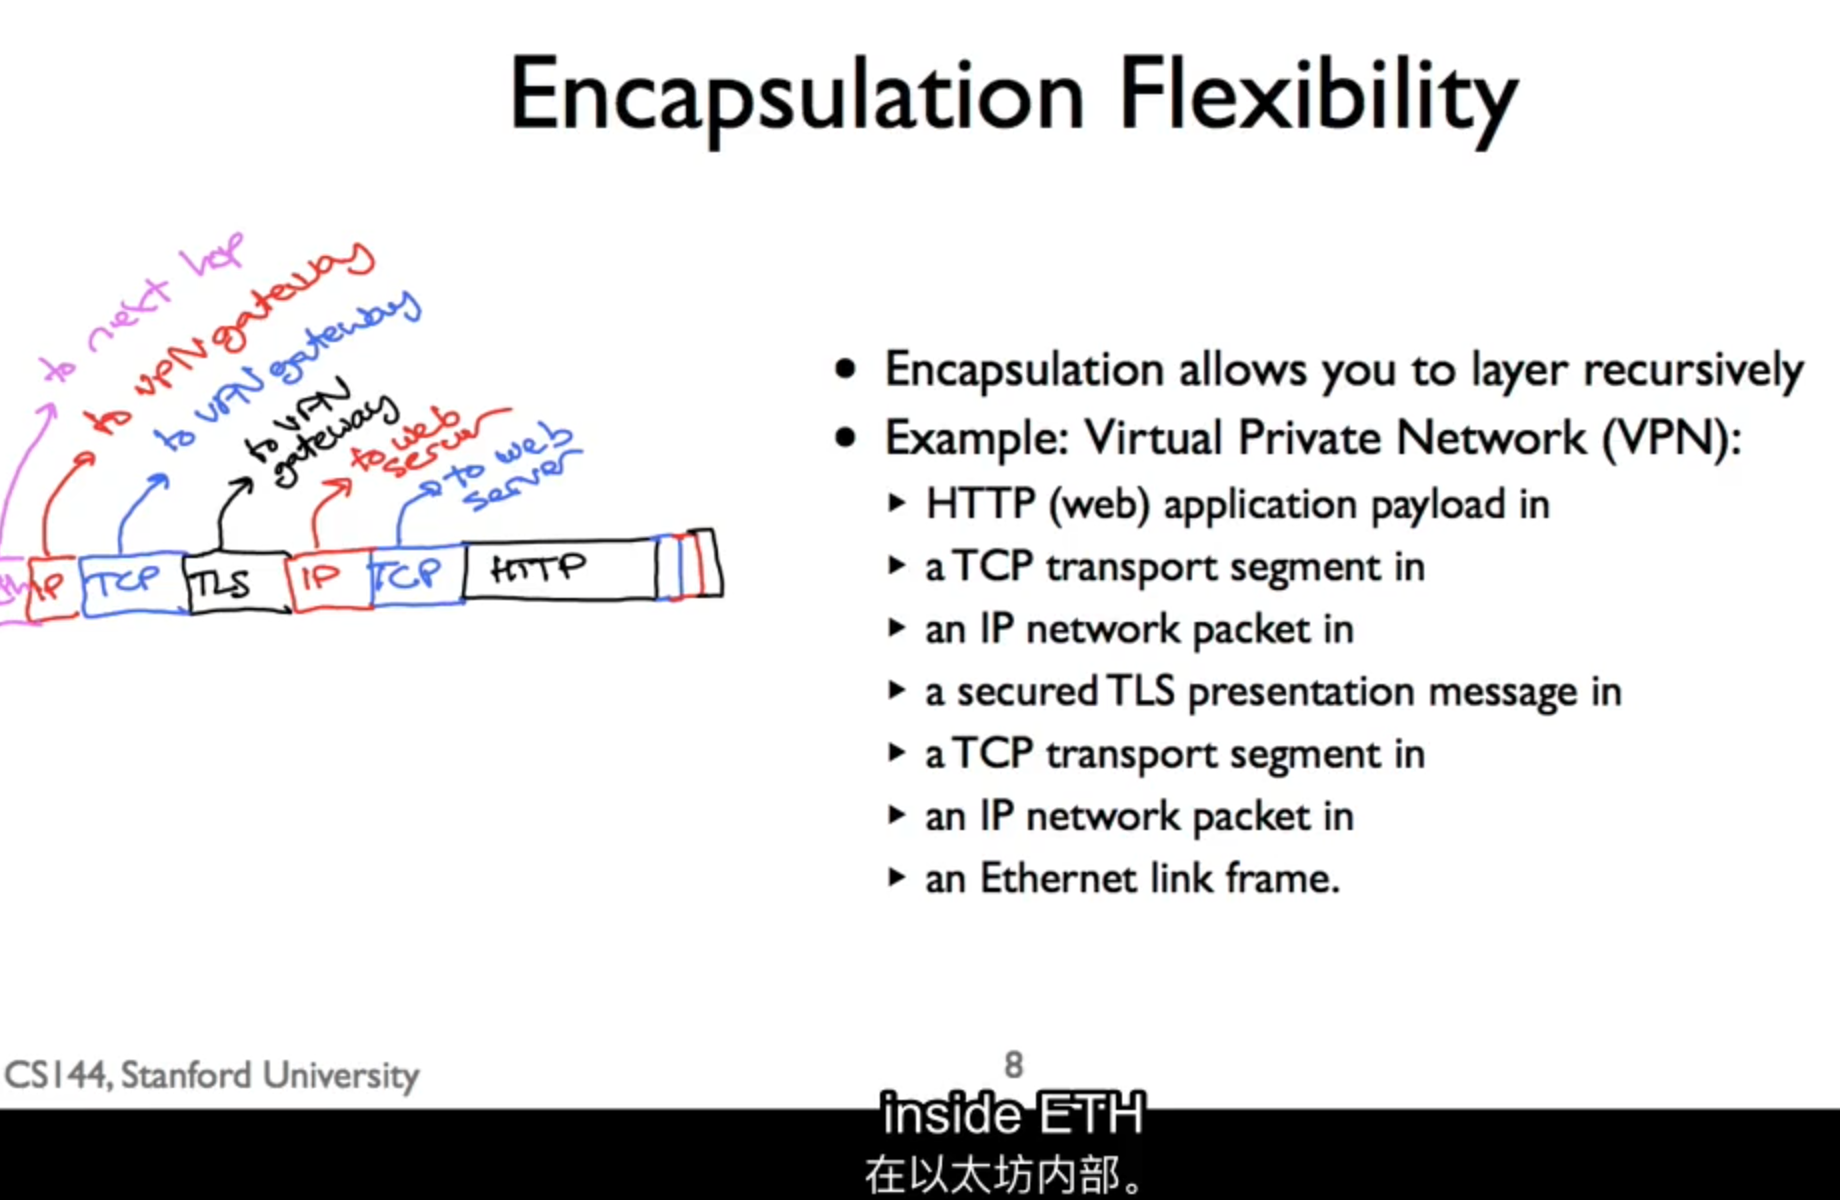 Encapsulation Flexibility
to next hop
to VPN gateway
to VPN gateway
to VPN
gateway
to web
server
to web
server
IP TCP TLS IP TCP HTTP
• Encapsulation allows you to layer recursively
• Example: Virtual Private Network (VPN):
▸ HTTP (web) application payload in
▸ a TCP transport segment in
▸ an IP network packet in
▸ a secured TLS presentation message in
▸ a TCP transport segment in
▸ an IP network packet in
▸ an Ethernet link frame.
CS144, Stanford University
8
inside ETH
在以太坊内部。